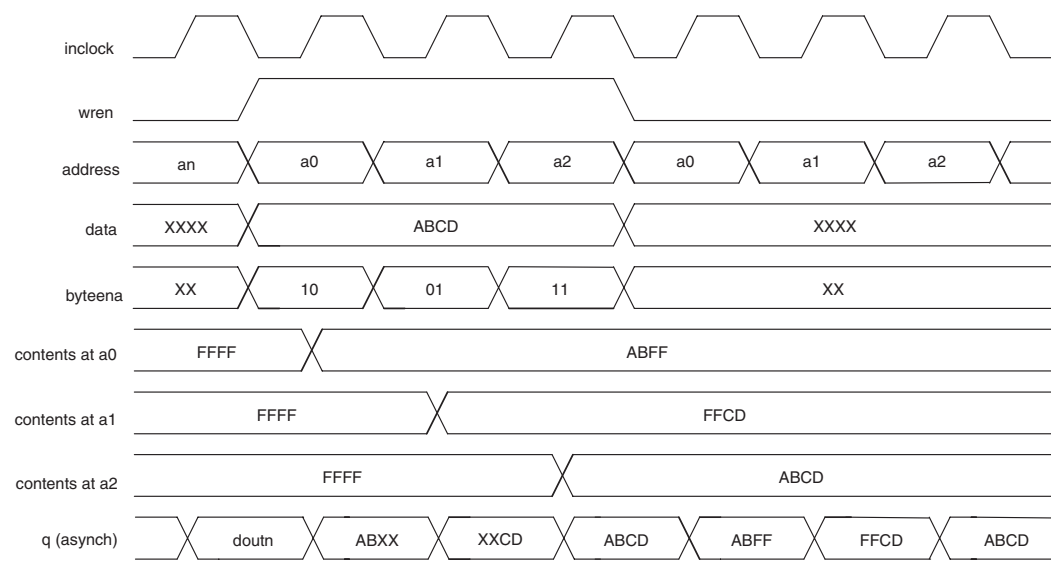 inclock
wren
address an a0 a1 a2 a0 a1 a2
data XXXX ABCD XXXX
byteena XX 10 01 11 XX
contents at a0 FFFF ABFF
contents at a1 FFFF FFCD
contents at a2 FFFF ABCD
q (asynch) doutn ABXX XXCD ABCD ABFF FFCD ABCD